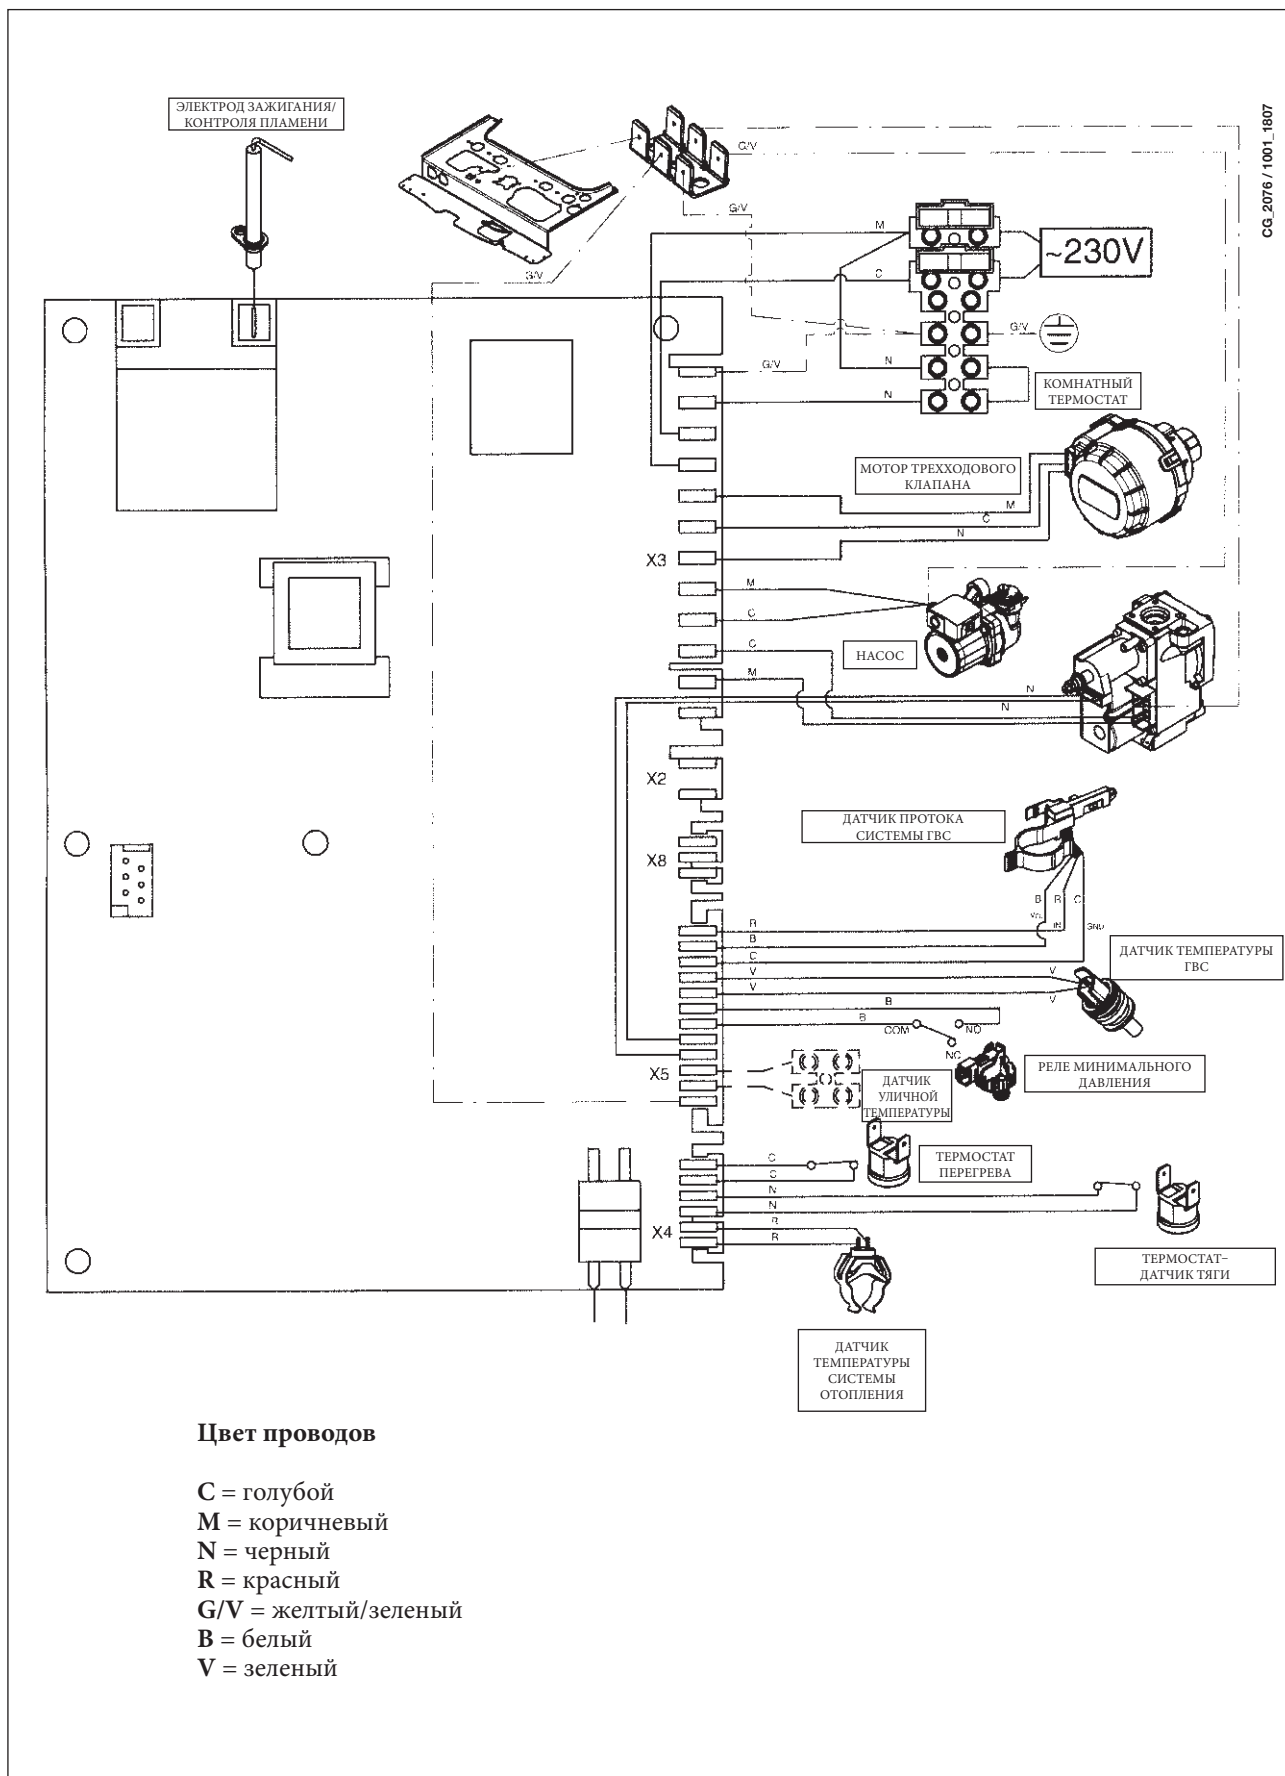 ЭЛЕКТРОД ЗАЖИГАНИЯ/
КОНТРОЛЯ ПЛАМЕНИ
CG_2076 / 1001_1807
G/V
G/V
G/V
M
~230V
C
G/V
G/V
N
КОМНАТНЫЙ
ТЕРМОСТАТ
N
МОТОР ТРЕХХОДОВОГО
КЛАПАНА
M
C
N
X3
M
C
НАСОС
C
M
N
N
X2
ДАТЧИК ПРОТОКА
СИСТЕМЫ ГВС
X8
B
R
C
IN
GND
R
B
C
ДАТЧИК ТЕМПЕРАТУРЫ
ГВС
V
V
V
V
B
B
COM
NO
NC
РЕЛЕ МИНИМАЛЬНОГО
ДАВЛЕНИЯ
X5
ДАТЧИК
УЛИЧНОЙ
ТЕМПЕРАТУРЫ
ТЕРМОСТАТ
ПЕРЕГРЕВА
C
C
N
N
X4
R
R
ТЕРМОСТАТ–
ДАТЧИК ТЯГИ
ДАТЧИК
ТЕМПЕРАТУРЫ
СИСТЕМЫ
ОТОПЛЕНИЯ
Цвет проводов
C = голубой
M = коричневый
N = черный
R = красный
G/V = желтый/зеленый
B = белый
V = зеленый